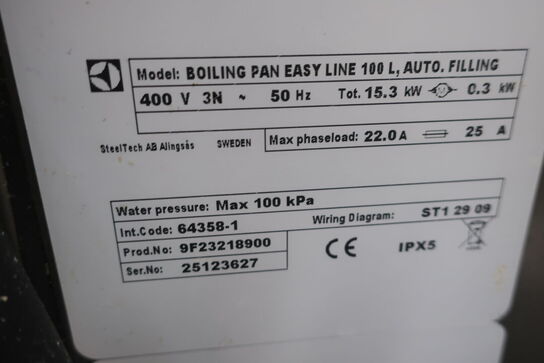 Model: BOILING PAN EASY LINE 100 L, AUTO. FILLING
400 V 3N ~ 50 Hz Tot. 15.3 kW 0.3 kW
SteelTech AB Alingsås SWEDEN Max phaseload: 22.0 A 25 A
Water pressure: Max 100 kPa
Int.Code: 64358-1 Wiring Diagram: ST1 29 09
Prod.No: 9F23218900 CE IPX5
Ser.No: 25123627